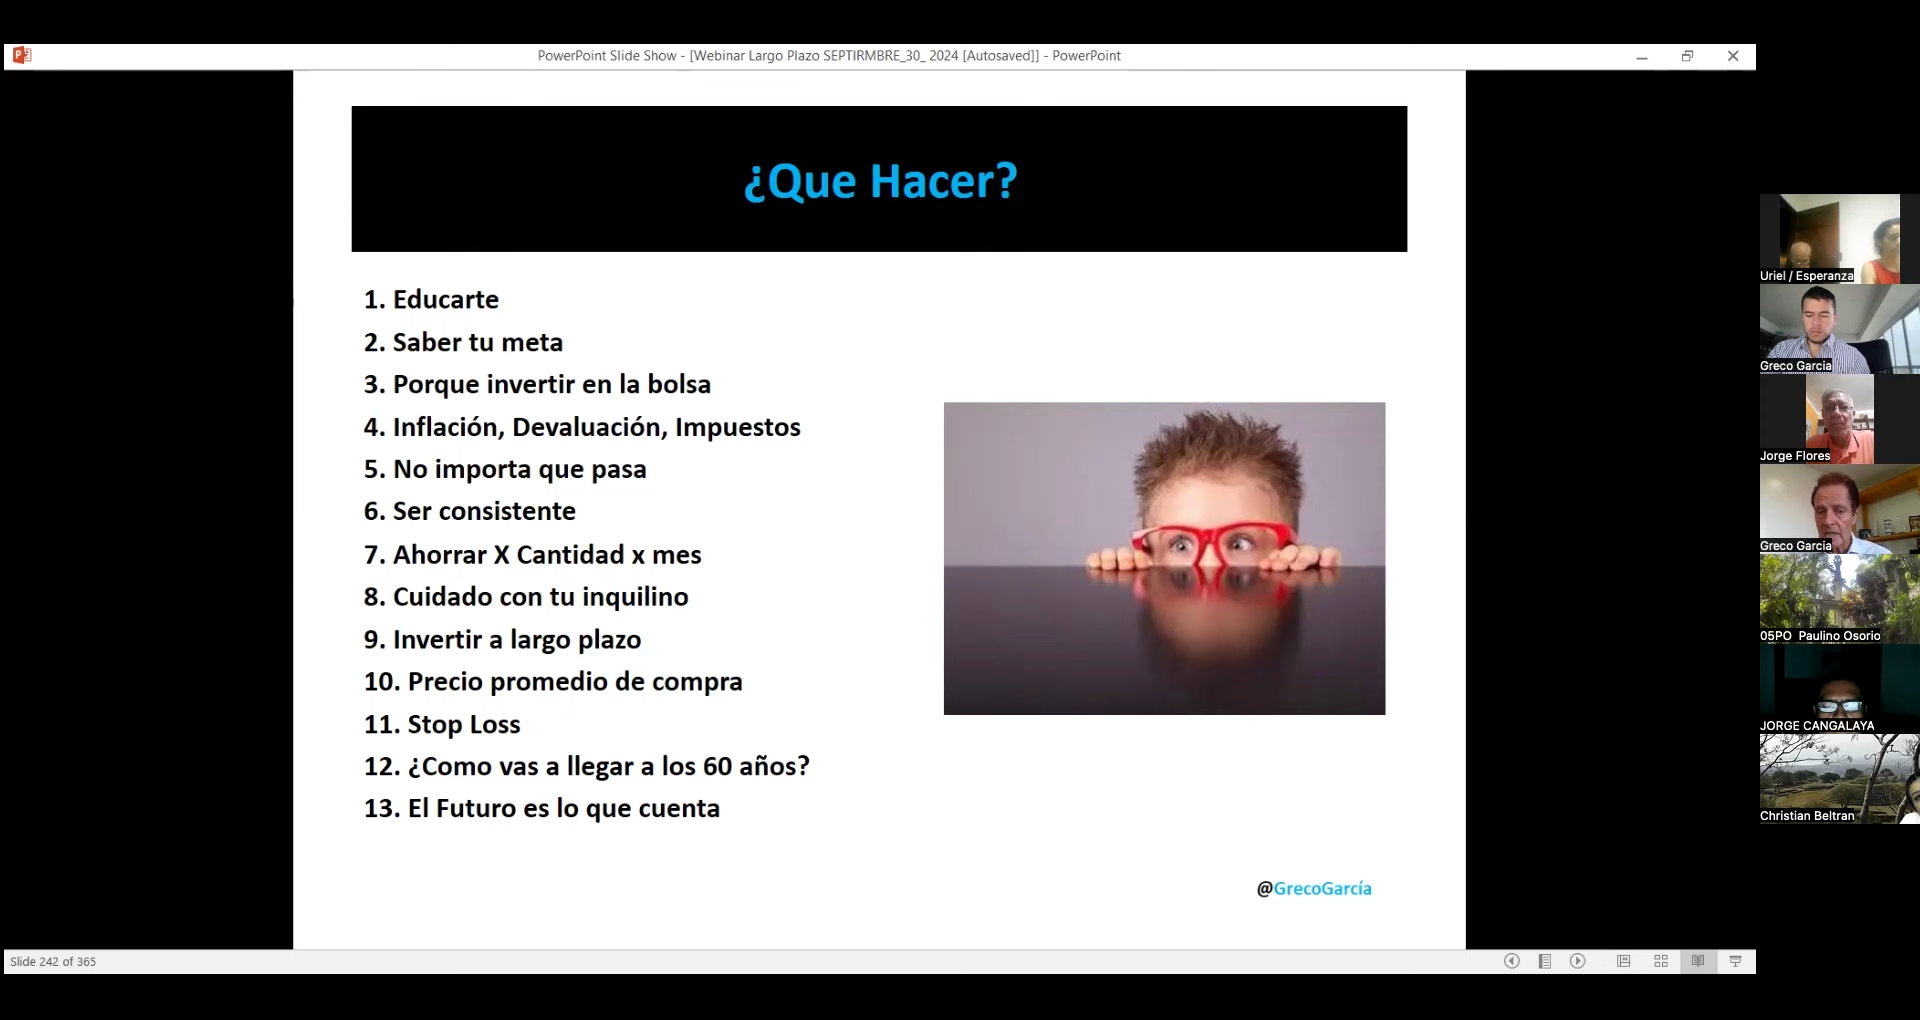 PowerPoint Slide Show - [Webinar Largo Plazo SEPTIRMBRE_30_ 2024 [Autosaved]] - PowerPoint
¿Que Hacer?
1. Educarte
2. Saber tu meta
3. Porque invertir en la bolsa
4. Inflación, Devaluación, Impuestos
5. No importa que pasa
6. Ser consistente
7. Ahorrar X Cantidad x mes
8. Cuidado con tu inquilino
9. Invertir a largo plazo
10. Precio promedio de compra
11. Stop Loss
12. ¿Como vas a llegar a los 60 años?
13. El Futuro es lo que cuenta
@GrecoGarcía
Slide 242 of 365
Uriel / Esperanza
Greco Garcia
Jorge Flores
Greco Garcia
05PO Paulino Osorio
JORGE CANGALAYA
Christian Beltran